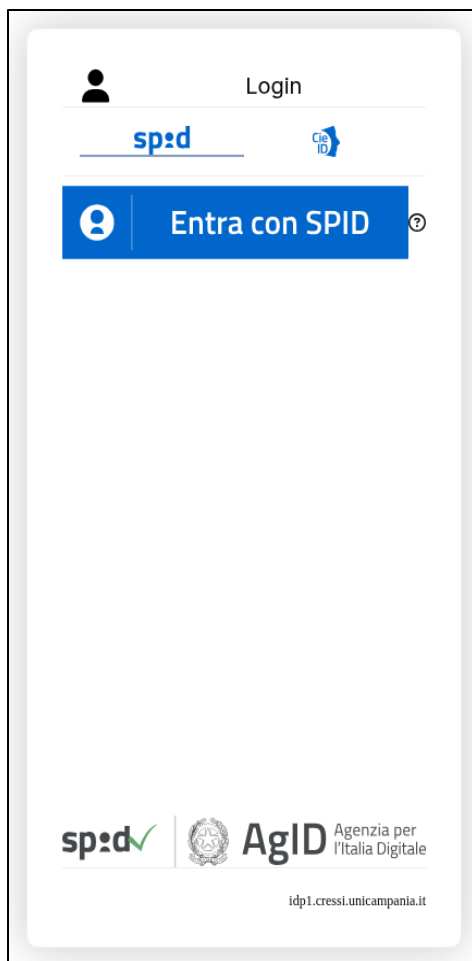 Login
spid
Cie
ID
Entra con SPID
?
spid
AgID
Agenzia per
l'Italia Digitale
idp1.cressi.unicampania.it